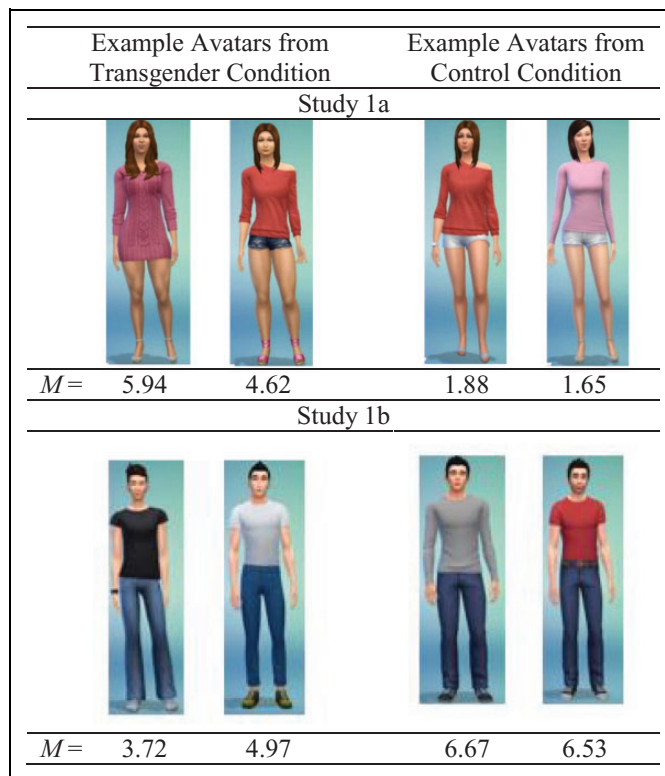 Example Avatars from Transgender Condition
Example Avatars from Control Condition
Study 1a
M = 5.94 4.62 1.88 1.65
Study 1b
M = 3.72 4.97 6.67 6.53